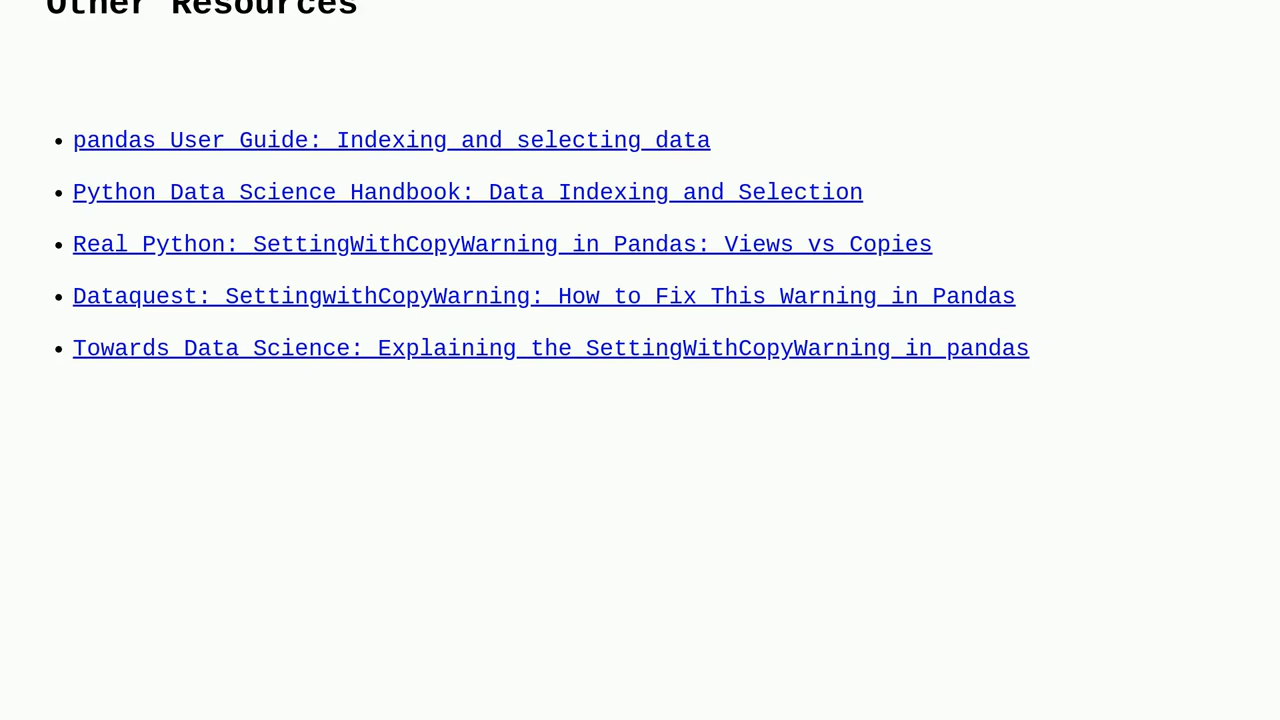 Other Resources
• pandas User Guide: Indexing and selecting data
• Python Data Science Handbook: Data Indexing and Selection
• Real Python: SettingWithCopyWarning in Pandas: Views vs Copies
• Dataquest: SettingwithCopyWarning: How to Fix This Warning in Pandas
• Towards Data Science: Explaining the SettingWithCopyWarning in pandas